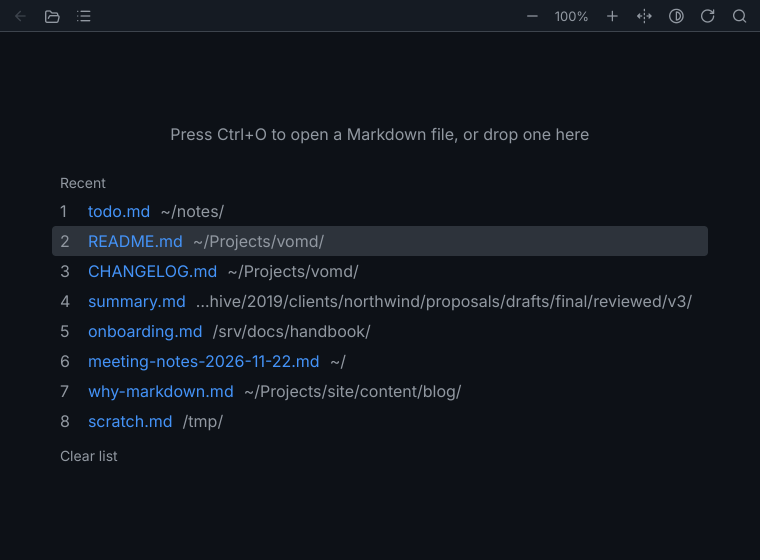 100%
Press Ctrl+O to open a Markdown file, or drop one here
Recent
1 todo.md ~/notes/
2 README.md ~/Projects/vomd/
3 CHANGELOG.md ~/Projects/vomd/
4 summary.md ...hive/2019/clients/northwind/proposals/drafts/final/reviewed/v3/
5 onboarding.md /srv/docs/handbook/
6 meeting-notes-2026-11-22.md ~/
7 why-markdown.md ~/Projects/site/content/blog/
8 scratch.md /tmp/
Clear list